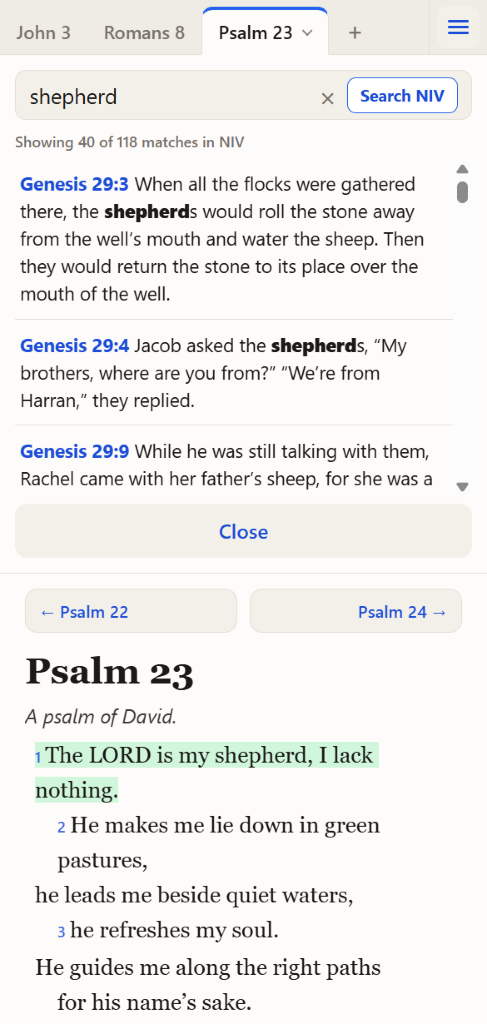 John 3 Romans 8 Psalm 23 +
shepherd × Search NIV
Showing 40 of 118 matches in NIV
Genesis 29:3 When all the flocks were gathered
there, the shepherds would roll the stone away
from the well’s mouth and water the sheep. Then
they would return the stone to its place over the
mouth of the well.
Genesis 29:4 Jacob asked the shepherds, “My
brothers, where are you from?” “We’re from
Harran,” they replied.
Genesis 29:9 While he was still talking with them,
Rachel came with her father’s sheep, for she was a
Close
← Psalm 22 Psalm 24 →
Psalm 23
A psalm of David.
1 The LORD is my shepherd, I lack
nothing.
2 He makes me lie down in green
pastures,
he leads me beside quiet waters,
3 he refreshes my soul.
He guides me along the right paths
for his name’s sake.